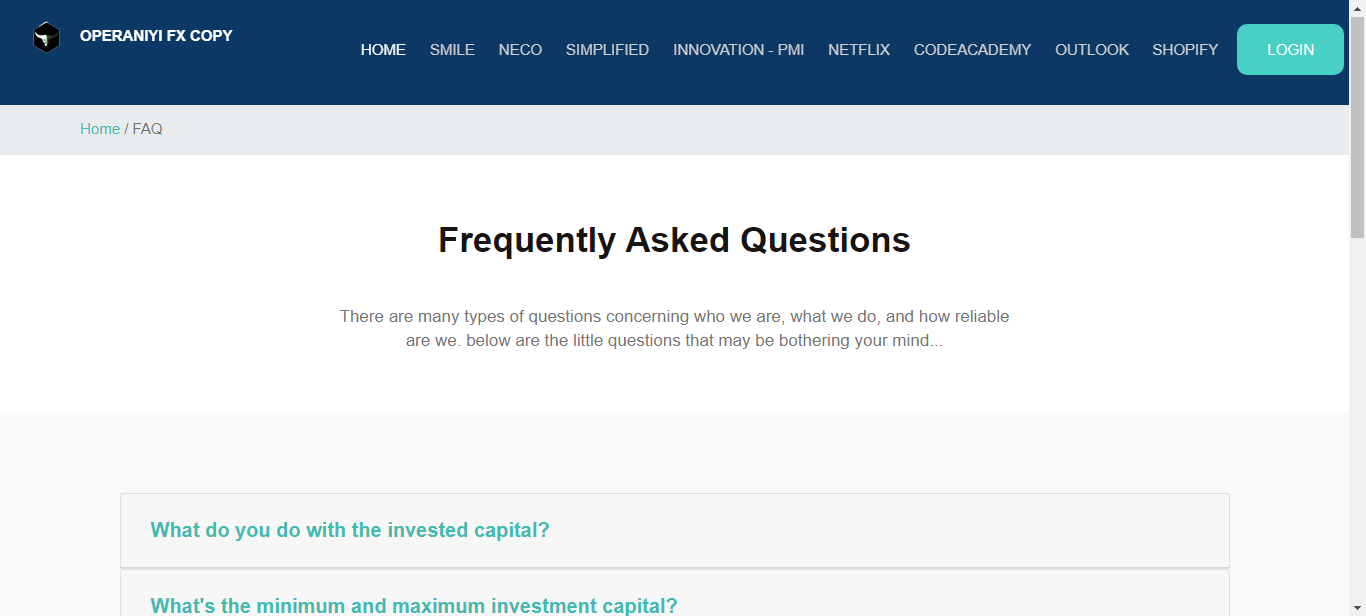 OPERANIYI FX COPY
HOME SMILE NECO SIMPLIFIED INNOVATION - PMI NETFLIX CODEACADEMY OUTLOOK SHOPIFY LOGIN
Home / FAQ
Frequently Asked Questions
There are many types of questions concerning who we are, what we do, and how reliable
are we. below are the little questions that may be bothering your mind...
What do you do with the invested capital?
What's the minimum and maximum investment capital?